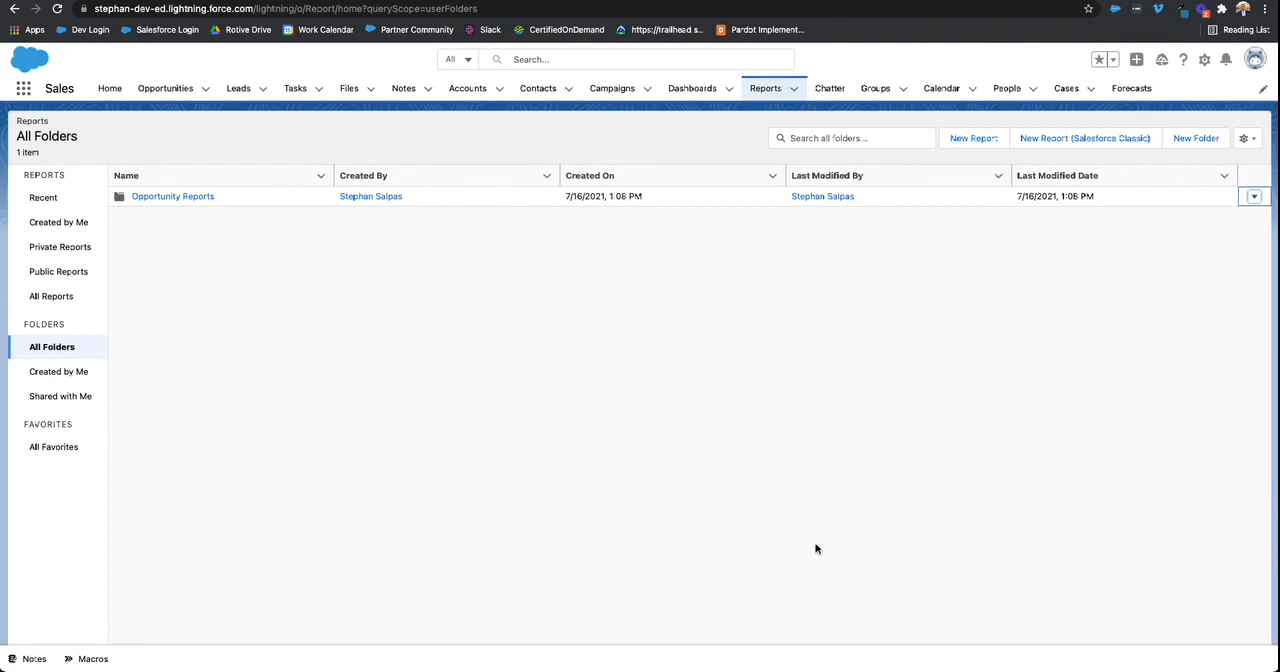 stephan-dev-ed.lightning.force.com/lightning/o/Report/home?queryScope=userFolders
Apps Dev Login Salesforce Login Rotive Drive Work Calendar Partner Community Slack CertifiedOnDemand https://trailhead.s... Pardot Implement... Reading List
All Search...
Sales Home Opportunities Leads Tasks Files Notes Accounts Contacts Campaigns Dashboards Reports Chatter Groups Calendar People Cases Forecasts
Reports
All Folders
1 item
Search all folders... New Report New Report (Salesforce Classic) New Folder
REPORTS
Recent
Created by Me
Private Reports
Public Reports
All Reports
FOLDERS
All Folders
Created by Me
Shared with Me
FAVORITES
All Favorites
Name Created By Created On Last Modified By Last Modified Date
Opportunity Reports Stephan Salpas 7/16/2021, 1:08 PM Stephan Salpas 7/16/2021, 1:08 PM
Notes Macros